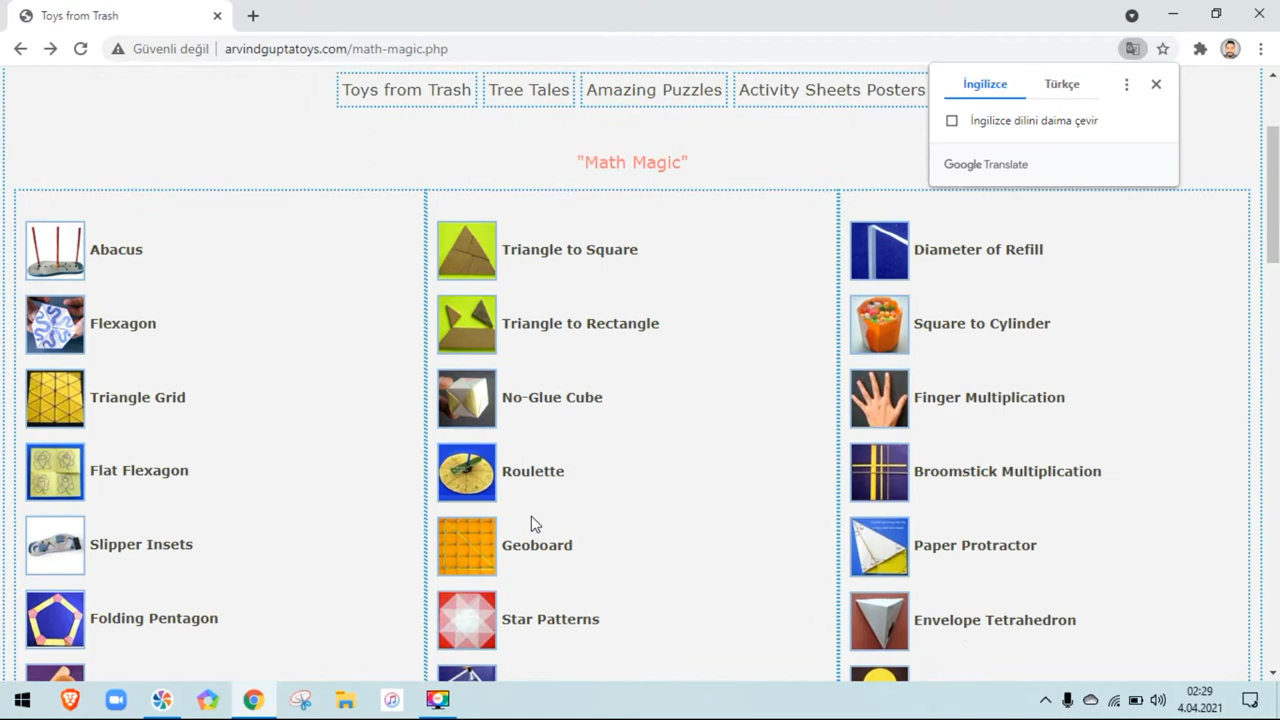 Toys from Trash
Güvenli değil
arvindguptatoys.com/math-magic.php
Toys from Trash
Tree Tales
Amazing Puzzles
Activity Sheets Posters
İngilizce
Türkçe
İngilizce dilini daima çevir
Google Translate
"Math Magic"
Abacus
Triangle to Square
Diameter of Refill
Flexagon
Triangle to Rectangle
Square to Cylinder
Triangle Grid
No-Glue Cube
Finger Multiplication
Flat Flexagon
Roulette
Broomstick Multiplication
Slipper Insets
Geoboard
Paper Protractor
Folding Pentagon
Star Patterns
Envelope Tetrahedron
02:29
4.04.2021